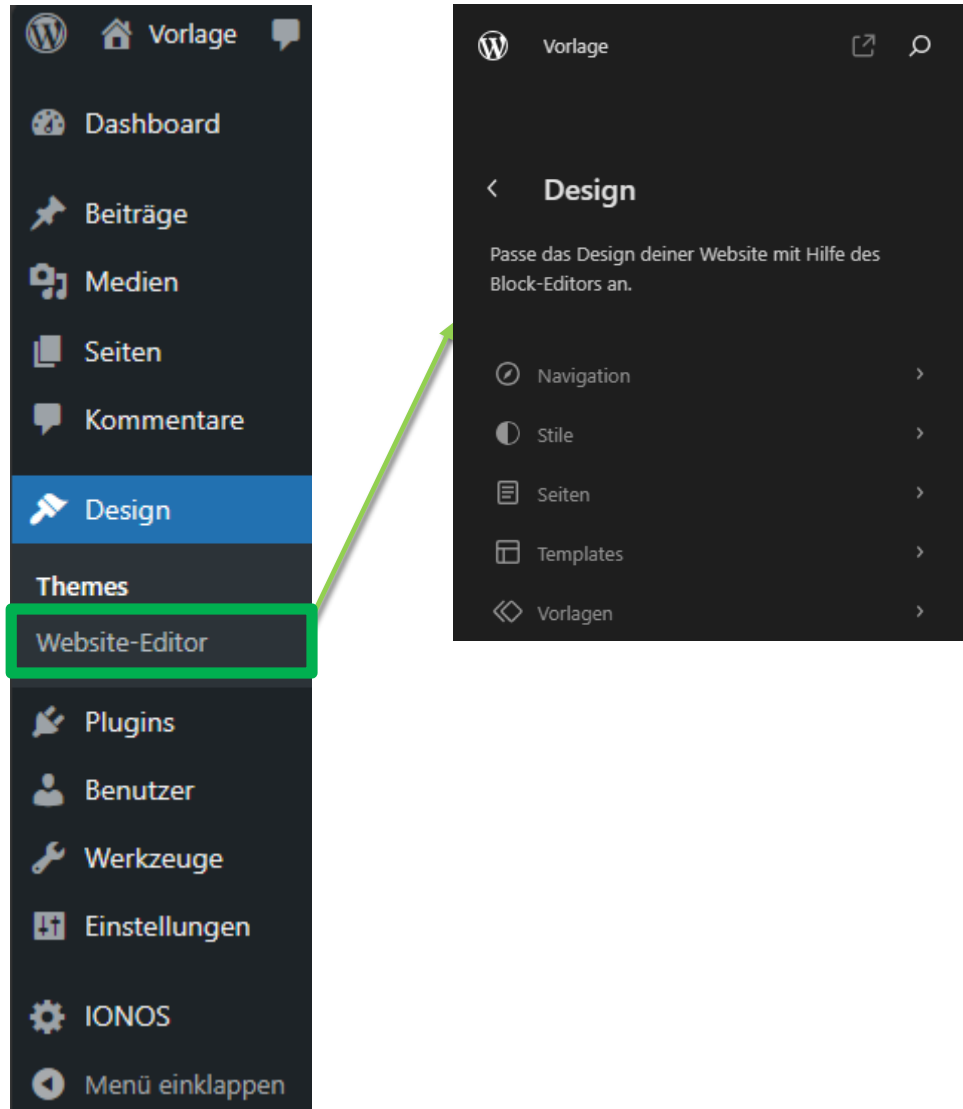 Vorlage
Dashboard
Beiträge
Medien
Seiten
Kommentare
Design
Themes
Website-Editor
Plugins
Benutzer
Werkzeuge
Einstellungen
IONOS
Menü einklappen
Vorlage
Design
Passe das Design deiner Website mit Hilfe des
Block-Editors an.
Navigation
Stile
Seiten
Templates
Vorlagen